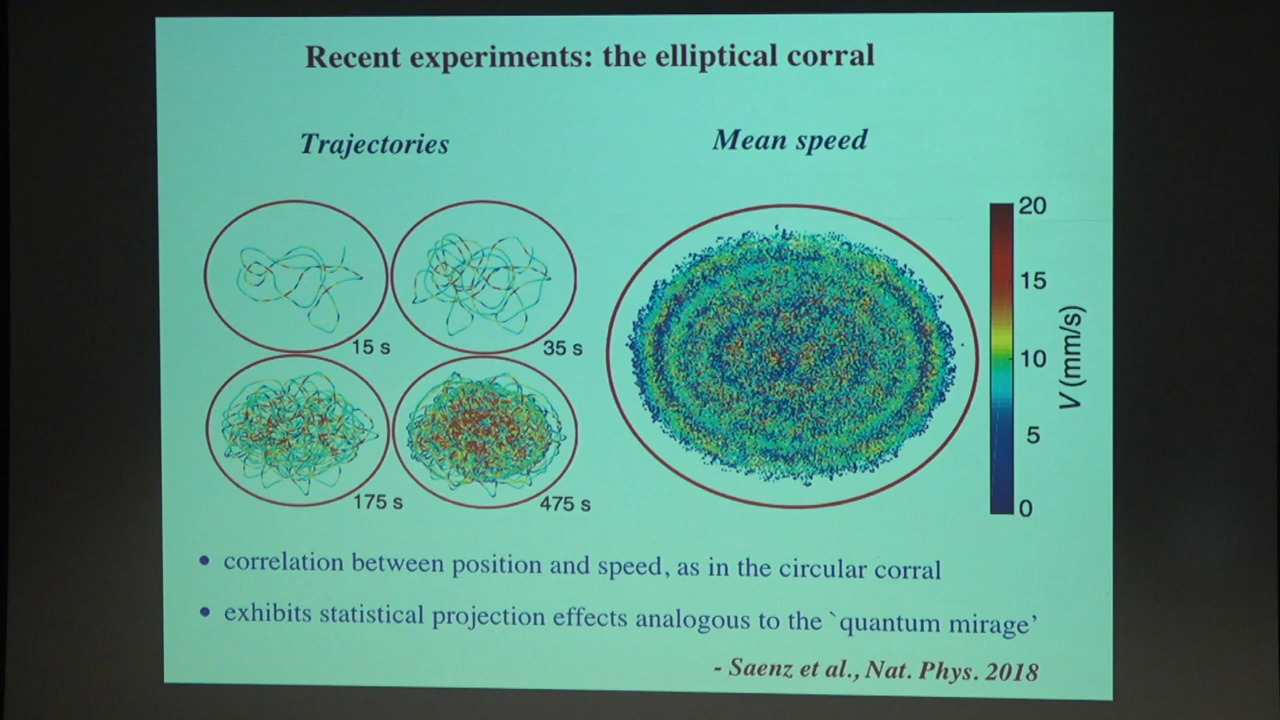 Recent experiments: the elliptical corral
Trajectories
Mean speed
15 s
35 s
175 s
475 s
20
15
10
5
0
V (mm/s)
• correlation between position and speed, as in the circular corral
• exhibits statistical projection effects analogous to the `quantum mirage'
- Saenz et al., Nat. Phys. 2018